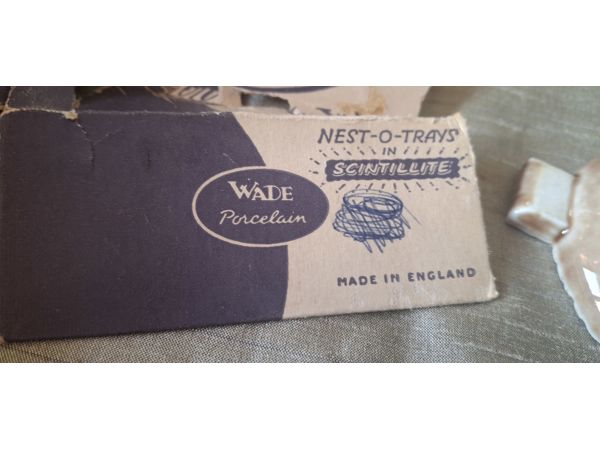 NEST-O-TRAYS
IN
SCINTILLITE
WADE
Porcelain
MADE IN ENGLAND